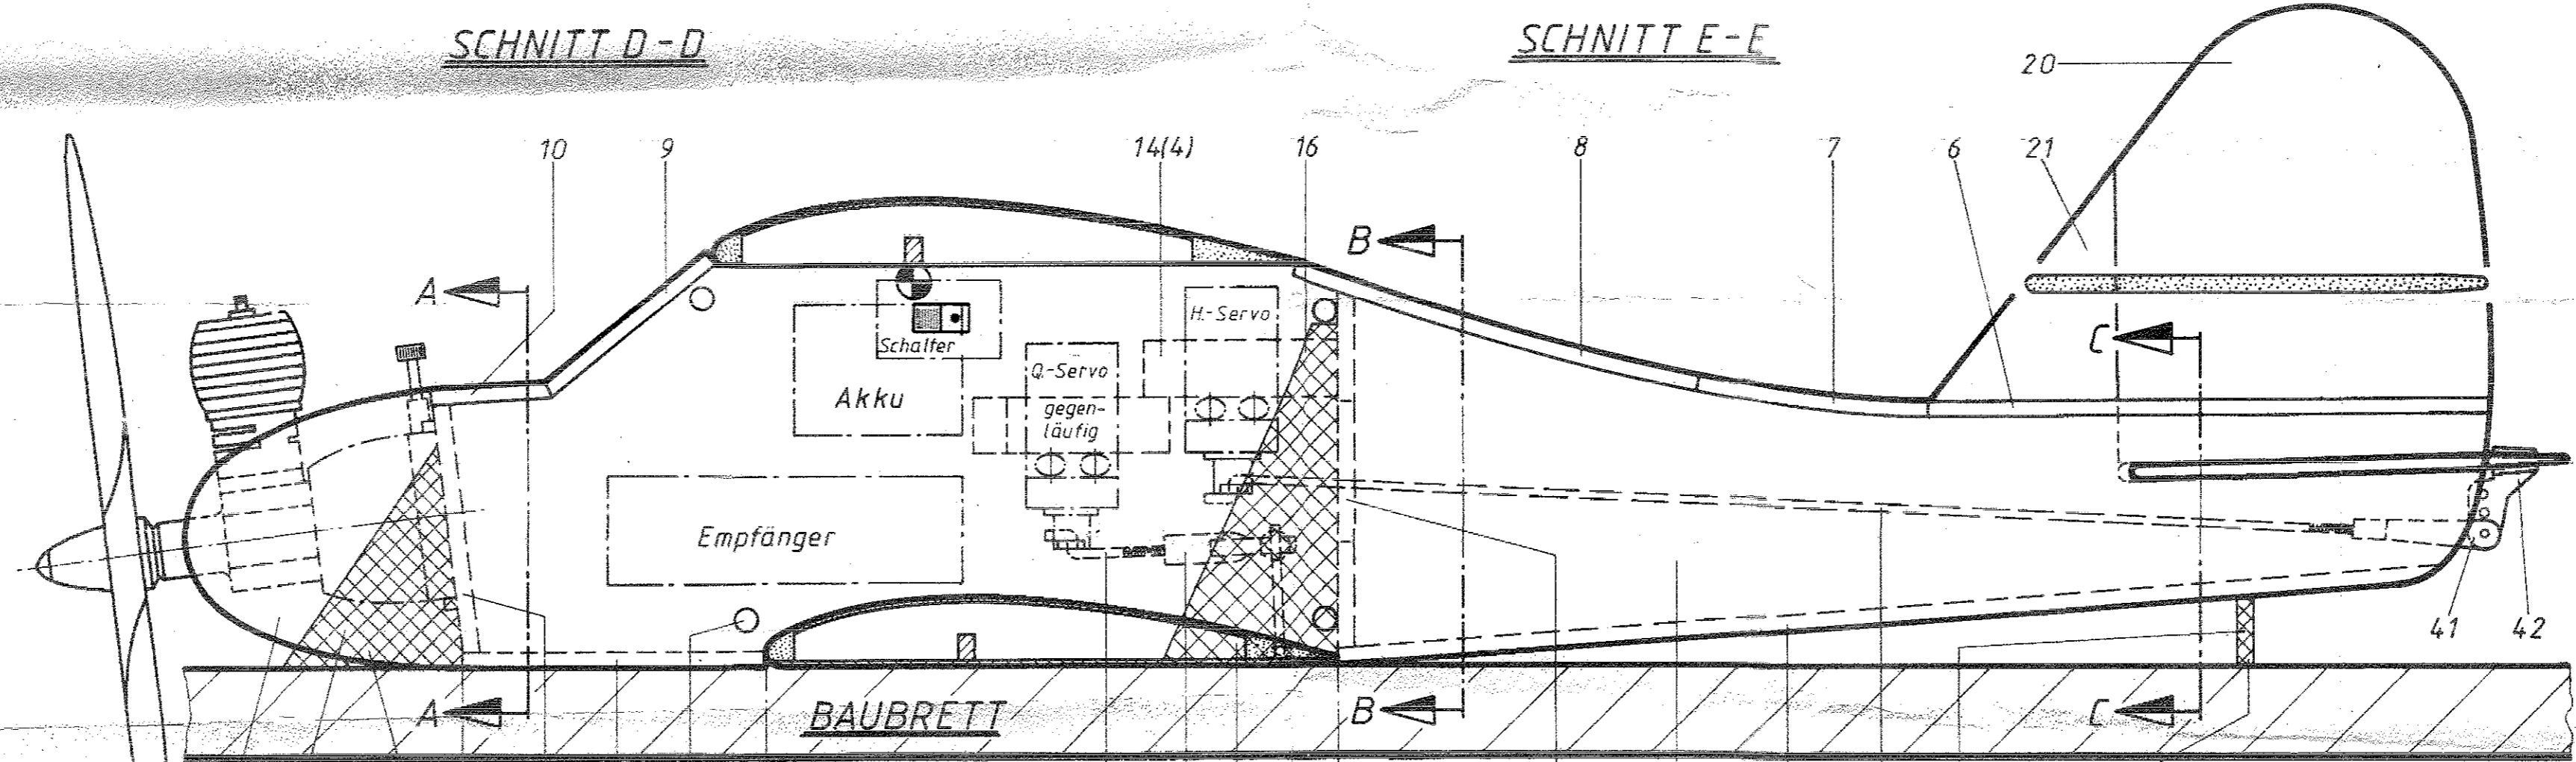 SCHNITT D-D
SCHNITT E-E
20
10
9
14(4)
16
8
7
6
21
A
B
C
H.-Servo
Schalter
Akku
Q.-Servo
gegen-
läufig
Empfänger
41
42
A
B
C
BAUBRETT